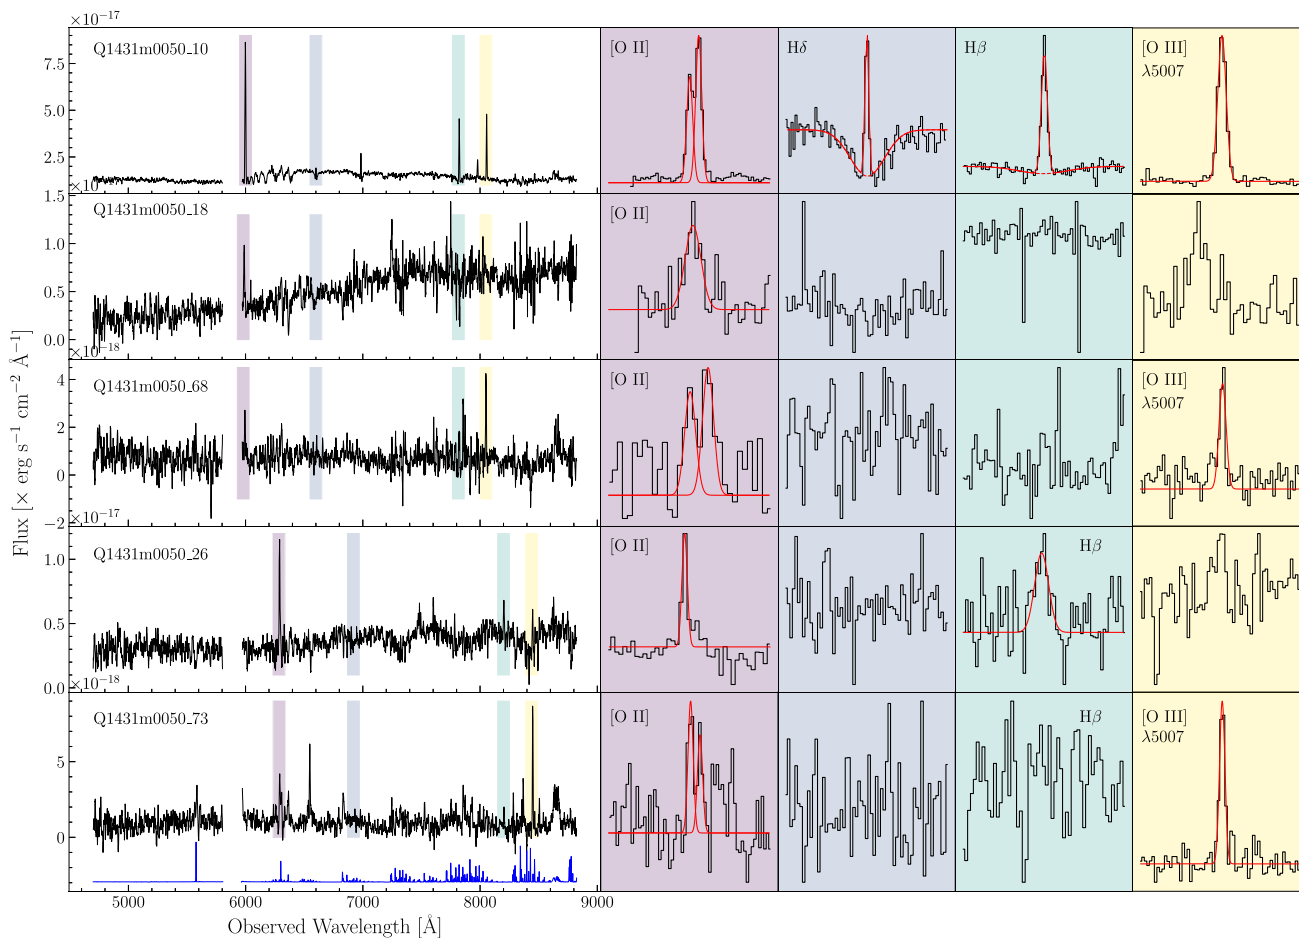 ×10⁻¹⁷
Q1431m0050_10
[O II]
Hδ
Hβ
[O III]
λ5007
7.5
5.0
2.5
1.5
Q1431m0050_18
[O II]
1.0
0.5
0.0
×10⁻¹⁸
Q1431m0050_68
[O II]
[O III]
λ5007
4
2
0
−2
×10⁻¹⁷
Q1431m0050_26
[O II]
Hβ
1.0
0.5
0.0
×10⁻¹⁸
Q1431m0050_73
[O II]
Hβ
[O III]
λ5007
5
0
Flux [× erg s⁻¹ cm⁻² Å⁻¹]
5000 6000 7000 8000 9000
Observed Wavelength [Å]